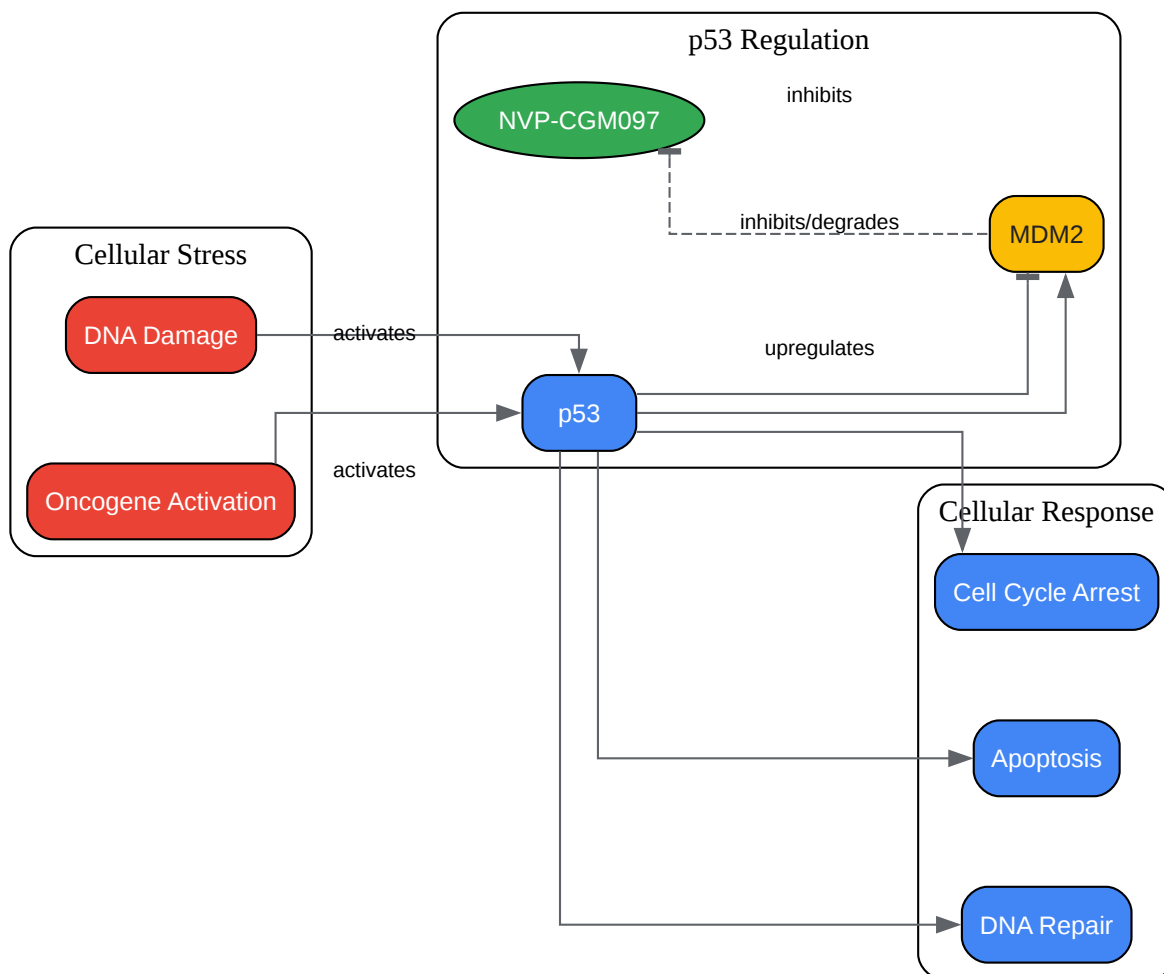 p53 Regulation
inhibits
NVP-CGM097
inhibits/degrades
MDM2
Cellular Stress
DNA Damage
activates
upregulates
p53
activates
Oncogene Activation
Cellular Response
Cell Cycle Arrest
Apoptosis
DNA Repair